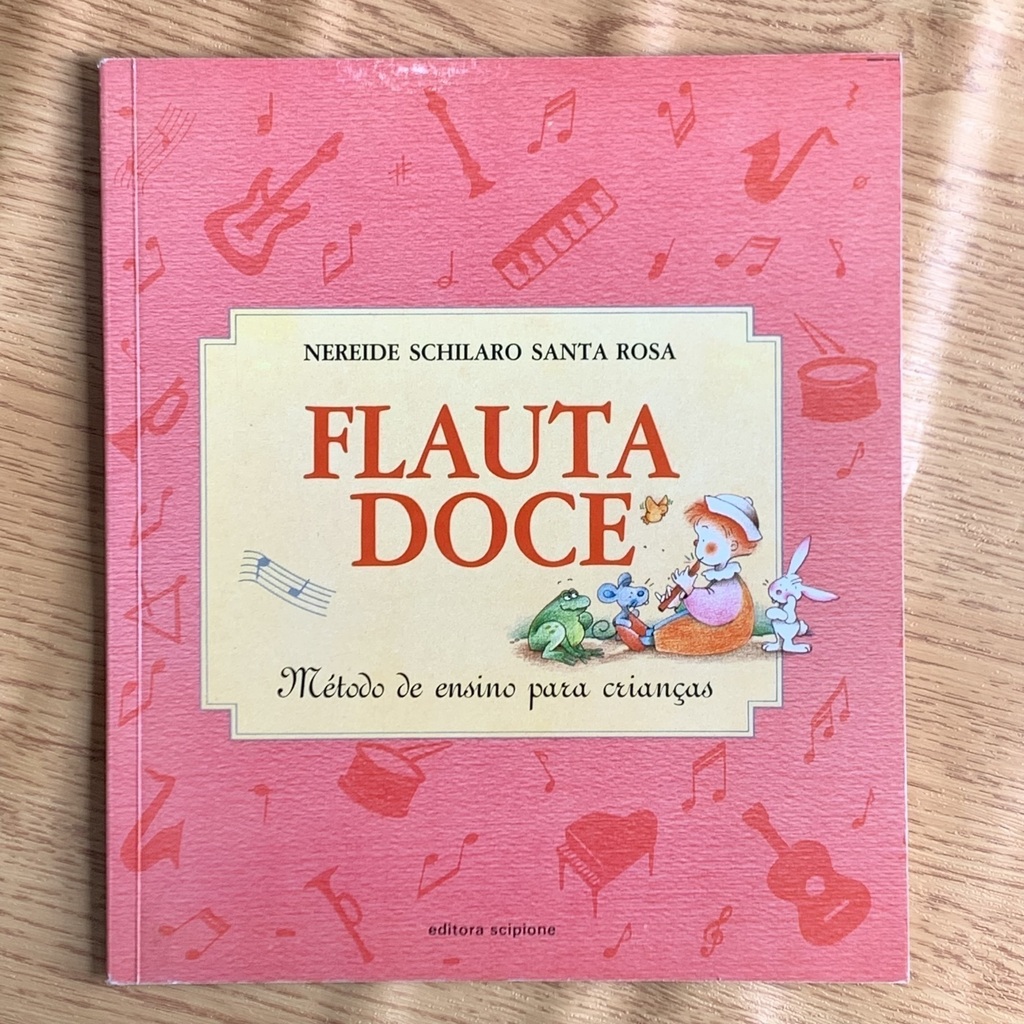 NEREIDE SCHILARO SANTA ROSA
FLAUTA
DOCE
Método de ensino para crianças
editora scipione